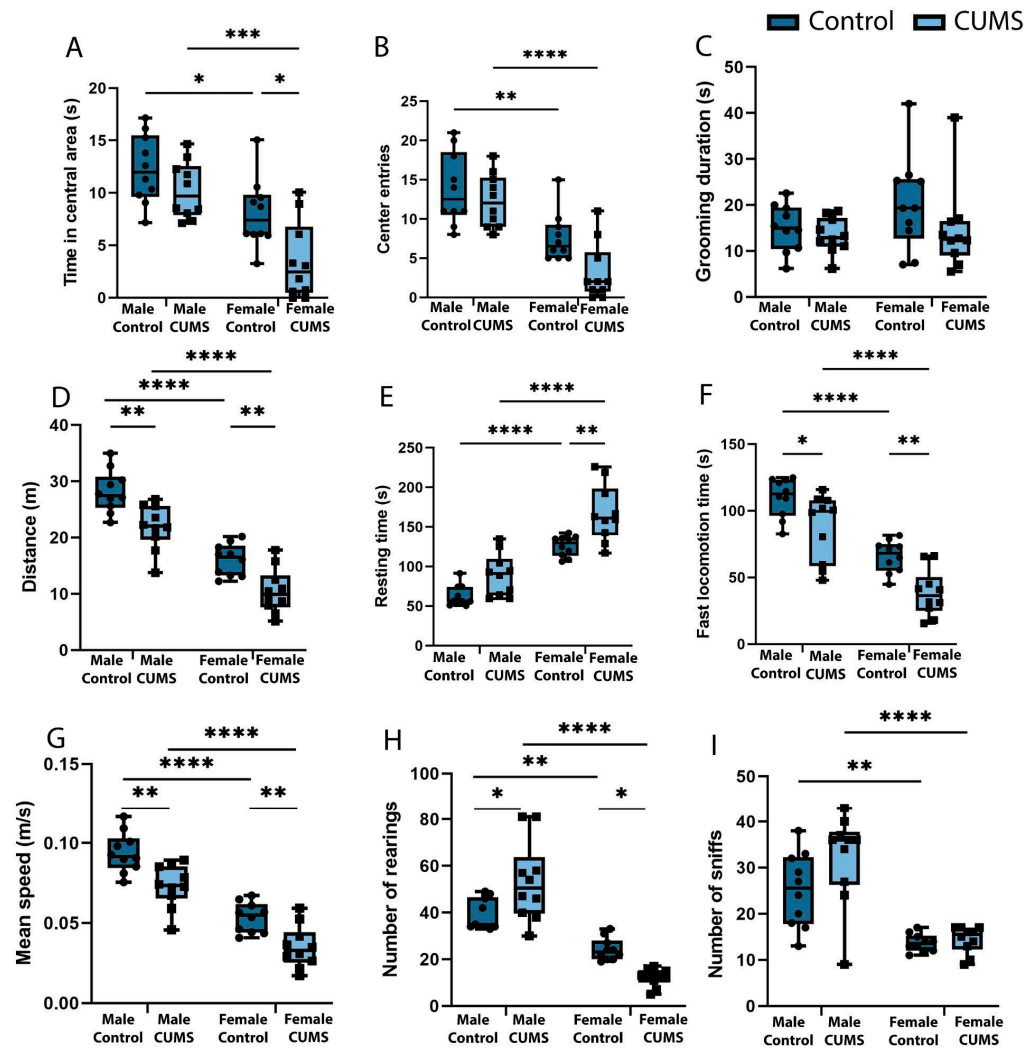 Control CUMS
A
B
C
***
* *
Time in central area (s)
20
15
10
5
0
Male Male Female Female
Control CUMS Control CUMS
****
**
Center entries
25
20
15
10
5
0
Male Male Female Female
Control CUMS Control CUMS
Grooming duration (s)
50
40
30
20
10
0
Male Male Female Female
Control CUMS Control CUMS
D
****
****
** **
Distance (m)
40
30
20
10
0
Male Male Female Female
Control CUMS Control CUMS
E
****
**** **
Resting time (s)
250
200
150
100
50
0
Male Male Female Female
Control CUMS Control CUMS
F
****
****
* **
Fast locomotion time (s)
150
100
50
0
Male Male Female Female
Control CUMS Control CUMS
G
****
****
** **
Mean speed (m/s)
0.15
0.10
0.05
0.00
Male Male Female Female
Control CUMS Control CUMS
H
****
**
* *
Number of rearings
100
80
60
40
20
0
Male Male Female Female
Control CUMS Control CUMS
I
****
**
Number of sniffs
50
40
30
20
10
0
Male Male Female Female
Control CUMS Control CUMS